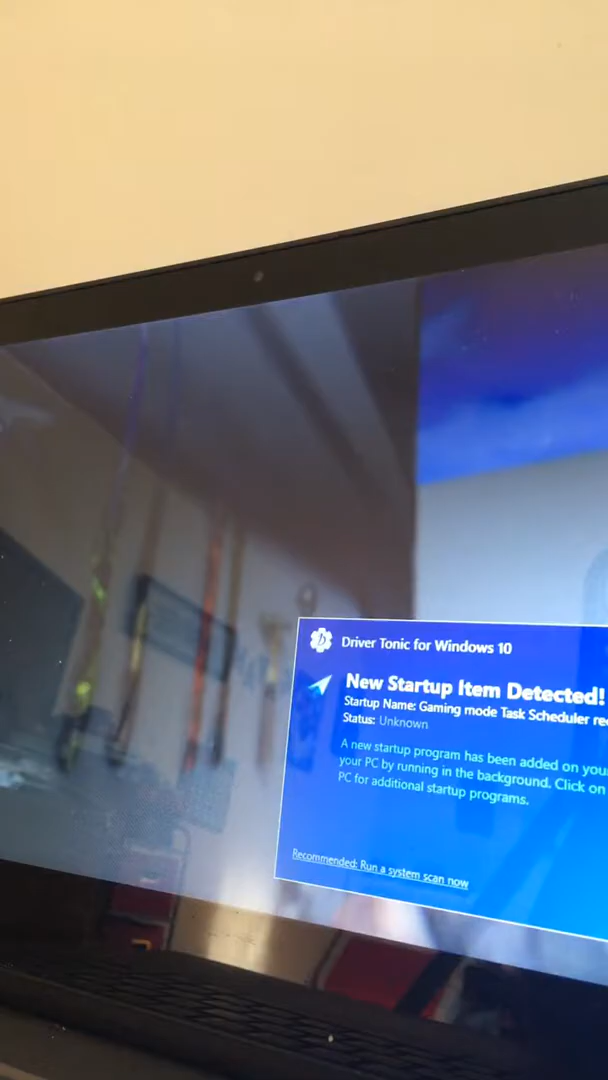 Driver Tonic for Windows 10
New Startup Item Detected!
Startup Name: Gaming mode Task Scheduler
Status: Unknown
A new startup program has been added on
your PC by running in the background. Click on
PC for additional startup programs.
Recommended: Run a system scan now